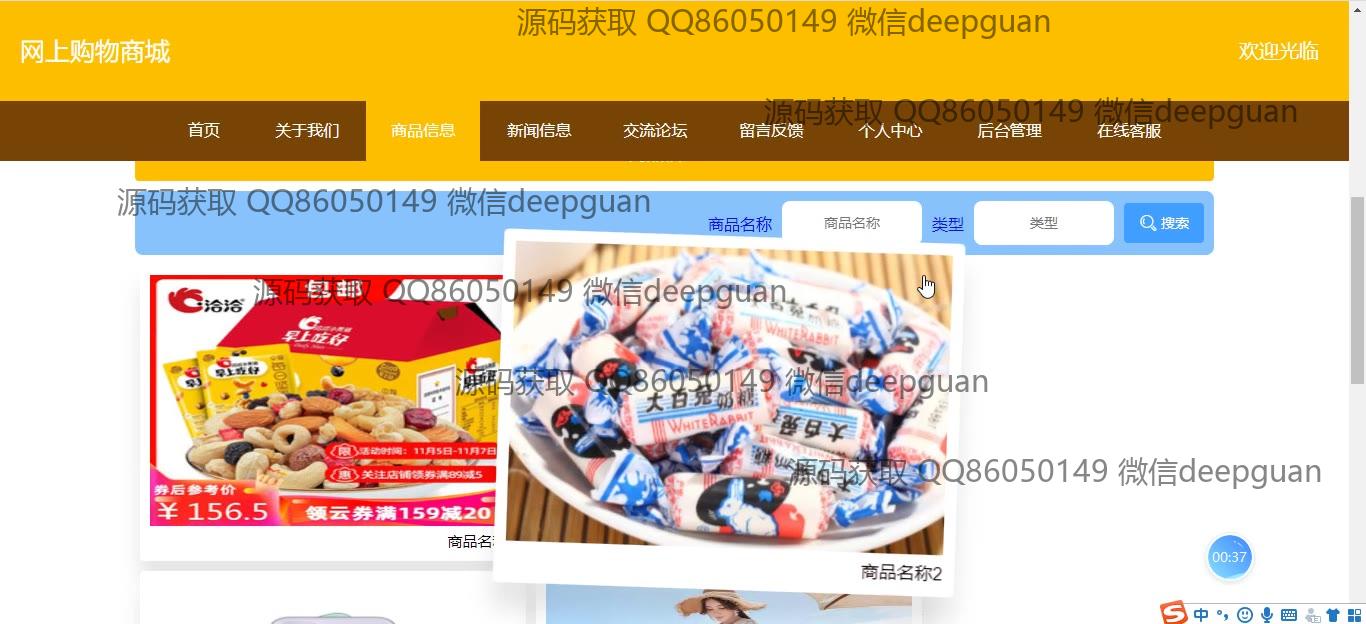 源码获取 QQ86050149 微信deepguan
网上购物商城
欢迎光临
源码获取 QQ86050149 微信deepguan
首页 关于我们 商品信息 新闻信息 交流论坛 留言反馈 个人中心 后台管理 在线客服
源码获取 QQ86050149 微信deepguan
商品名称 商品名称 类型 类型 搜索
源码获取 QQ86050149 微信deepguan
洽洽
早上吃好
早上吃好
WHITE RABBIT
源码获取 QQ86050149 微信deepguan
大白兔奶糖
WHITE RABBIT
大白
限 活动时间：11月5日-11月7日
惠 关注店铺领券满89减5
源码获取 QQ86050149 微信deepguan
券后参考价
￥156.5
领云券满159减20
商品名
商品名称2
00:37
中